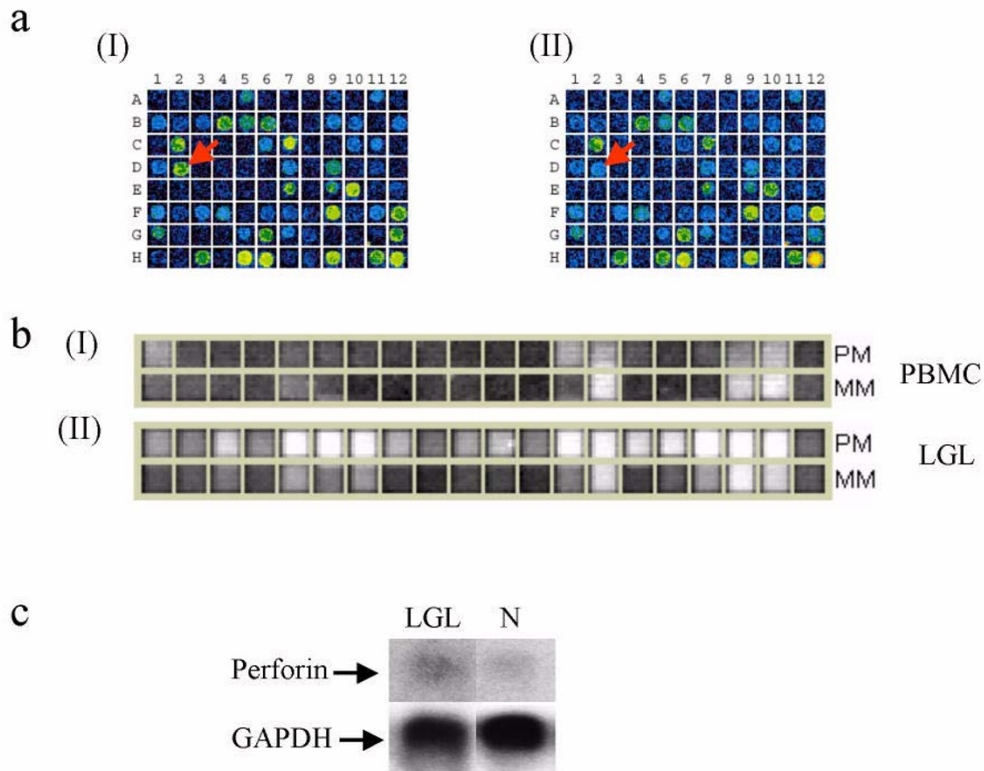 a
(I)
(II)
1 2 3 4 5 6 7 8 9 10 11 12
1 2 3 4 5 6 7 8 9 10 11 12
A
B
C
D
E
F
G
H
A
B
C
D
E
F
G
H
b
(I)
PM
MM
PBMC
(II)
PM
MM
LGL
c
LGL N
Perforin
GAPDH